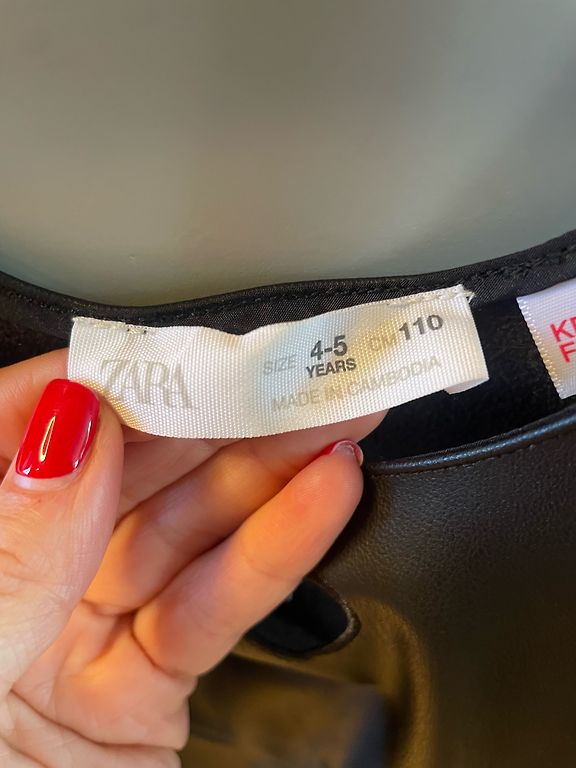 ZARA
SIZE 4-5 YEARS CM 110
MADE IN CAMBODIA